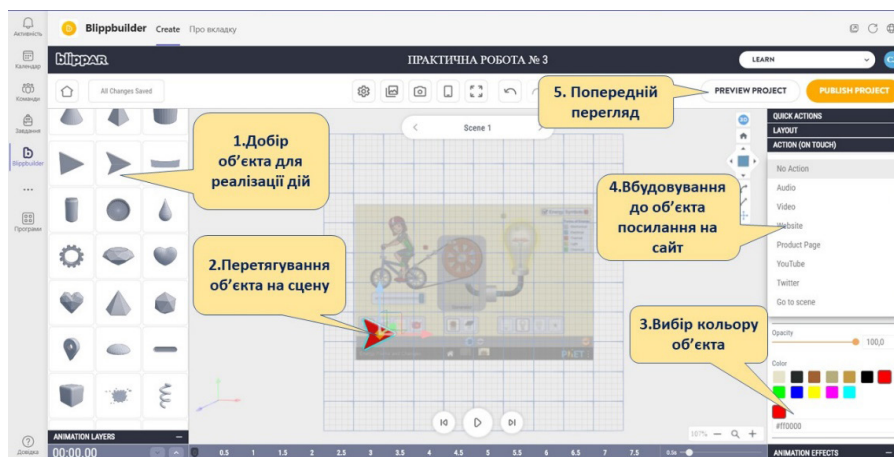 Активність
Календар
Команди
Завдання
Blippbuilder
Програми
Довідка
Blippbuilder Create Про вкладку
blippar
ПРАКТИЧНА РОБОТА № 3
LEARN
All Changes Saved
PREVIEW PROJECT
PUBLISH PROJECT
Scene 1
1.Добір
об’єкта для
реалізації дій
2.Перетягування
об’єкта на сцену
5. Попередній
перегляд
4.Вбудовування
до об’єкта
посилання на
сайт
3.Вибір кольору
об’єкта
QUICK ACTIONS
LAYOUT
ACTION (ON TOUCH)
No Action
Audio
Video
Website
Product Page
YouTube
Twitter
Go to scene
Opacity
100,0
Color
#ff0000
Energy Symbols
PhET
107%
ANIMATION LAYERS
ANIMATION EFFECTS
00:00.00
0.5 1 1.5 2 2.5 3 3.5 4 4.5 5 5.5 6 6.5 7 7.5
0.5s